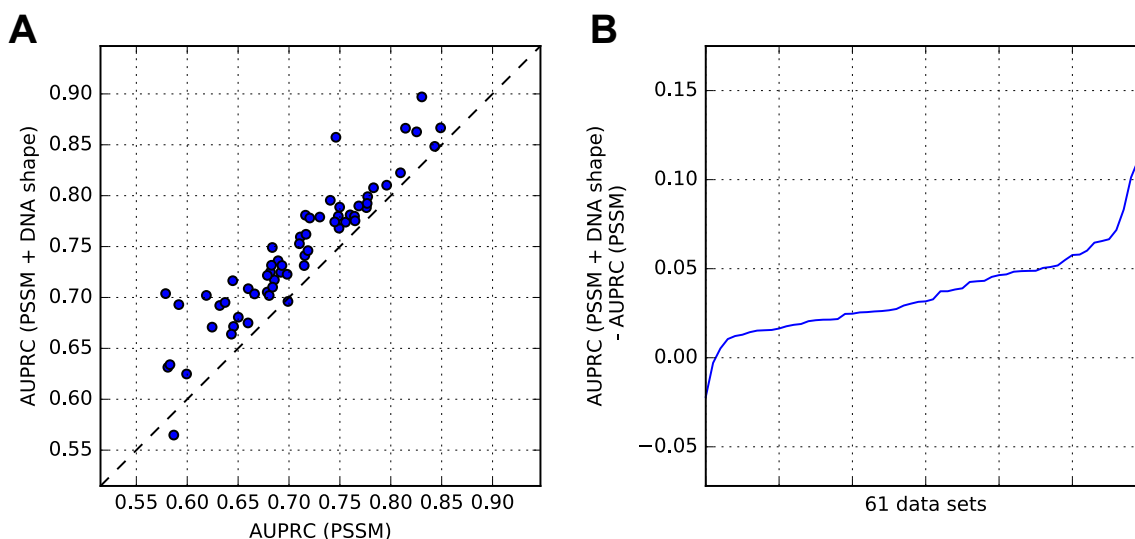 A
AUPRC (PSSM + DNA shape)
0.90
0.85
0.80
0.75
0.70
0.65
0.60
0.55
0.55 0.60 0.65 0.70 0.75 0.80 0.85 0.90
AUPRC (PSSM)
B
AUPRC (PSSM + DNA shape)
- AUPRC (PSSM)
0.15
0.10
0.05
0.00
−0.05
61 data sets